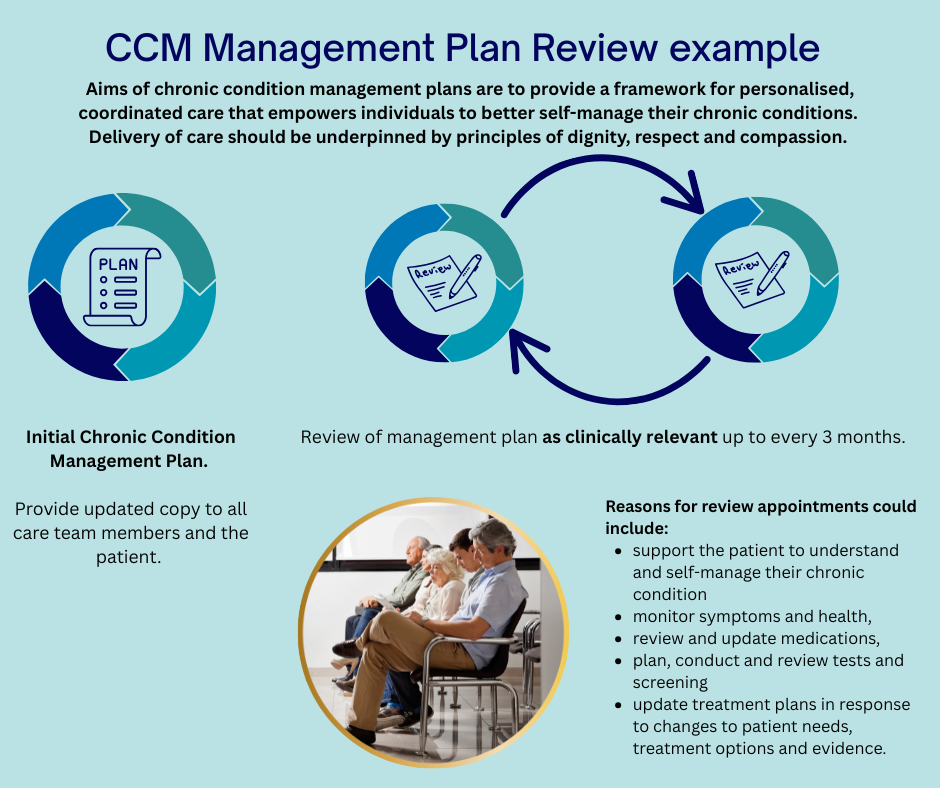 CCM Management Plan Review example
Aims of chronic condition management plans are to provide a framework for personalised,
coordinated care that empowers individuals to better self-manage their chronic conditions.
Delivery of care should be underpinned by principles of dignity, respect and compassion.
PLAN
Review
Review
Initial Chronic Condition
Management Plan.
Provide updated copy to all
care team members and the
patient.
Review of management plan as clinically relevant up to every 3 months.
Reasons for review appointments could
include:
• support the patient to understand
and self-manage their chronic
condition
• monitor symptoms and health,
• review and update medications,
• plan, conduct and review tests and
screening
• update treatment plans in response
to changes to patient needs,
treatment options and evidence.